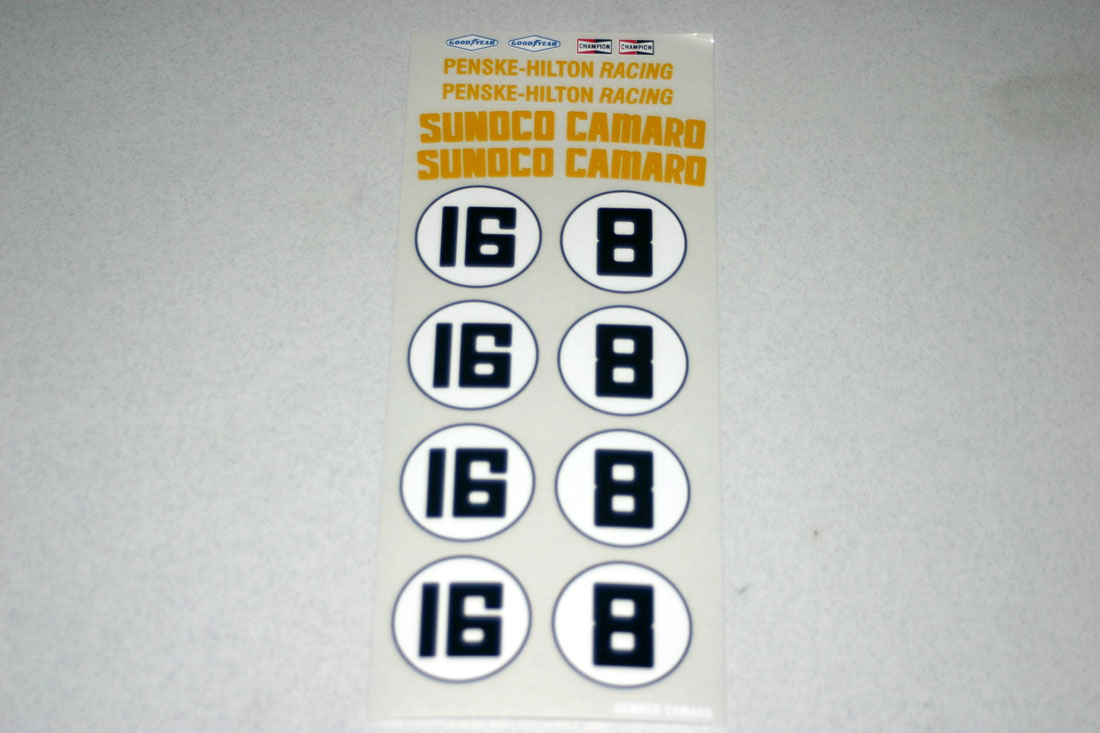 GOODYEAR GOODYEAR CHAMPION CHAMPION
PENSKE-HILTON RACING
PENSKE-HILTON RACING
SUNOCO CAMARO
SUNOCO CAMARO
16 8
16 8
16 8
16 8
SUNOCO CAMARO